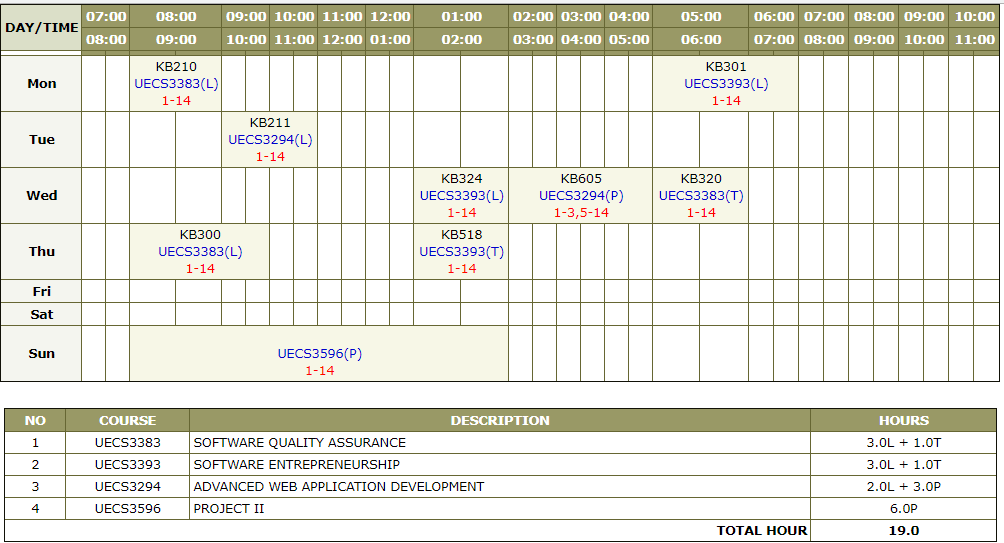 DAY/TIME 07:00 08:00 09:00 10:00 11:00 12:00 01:00 02:00 03:00 04:00 05:00 06:00 07:00 08:00 09:00 10:00
08:00 09:00 10:00 11:00 12:00 01:00 02:00 03:00 04:00 05:00 06:00 07:00 08:00 09:00 10:00 11:00
Mon
KB210
UECS3383(L)
1-14
KB301
UECS3393(L)
1-14
Tue
KB211
UECS3294(L)
1-14
Wed
KB324
UECS3393(L)
1-14
KB605
UECS3294(P)
1-3,5-14
KB320
UECS3383(T)
1-14
Thu
KB300
UECS3383(L)
1-14
KB518
UECS3393(T)
1-14
Fri
Sat
Sun
UECS3596(P)
1-14
NO COURSE DESCRIPTION HOURS
1 UECS3383 SOFTWARE QUALITY ASSURANCE 3.0L + 1.0T
2 UECS3393 SOFTWARE ENTREPRENEURSHIP 3.0L + 1.0T
3 UECS3294 ADVANCED WEB APPLICATION DEVELOPMENT 2.0L + 3.0P
4 UECS3596 PROJECT II 6.0P
TOTAL HOUR 19.0